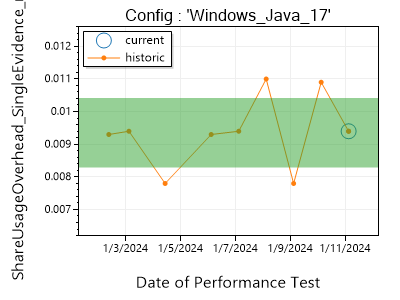 Config : 'Windows_Java_17'
current
historic
ShareUsageOverhead_SingleEvidence_
0.012
0.011
0.01
0.009
0.008
0.007
1/3/2024
1/5/2024
1/7/2024
1/9/2024
1/11/2024
Date of Performance Test